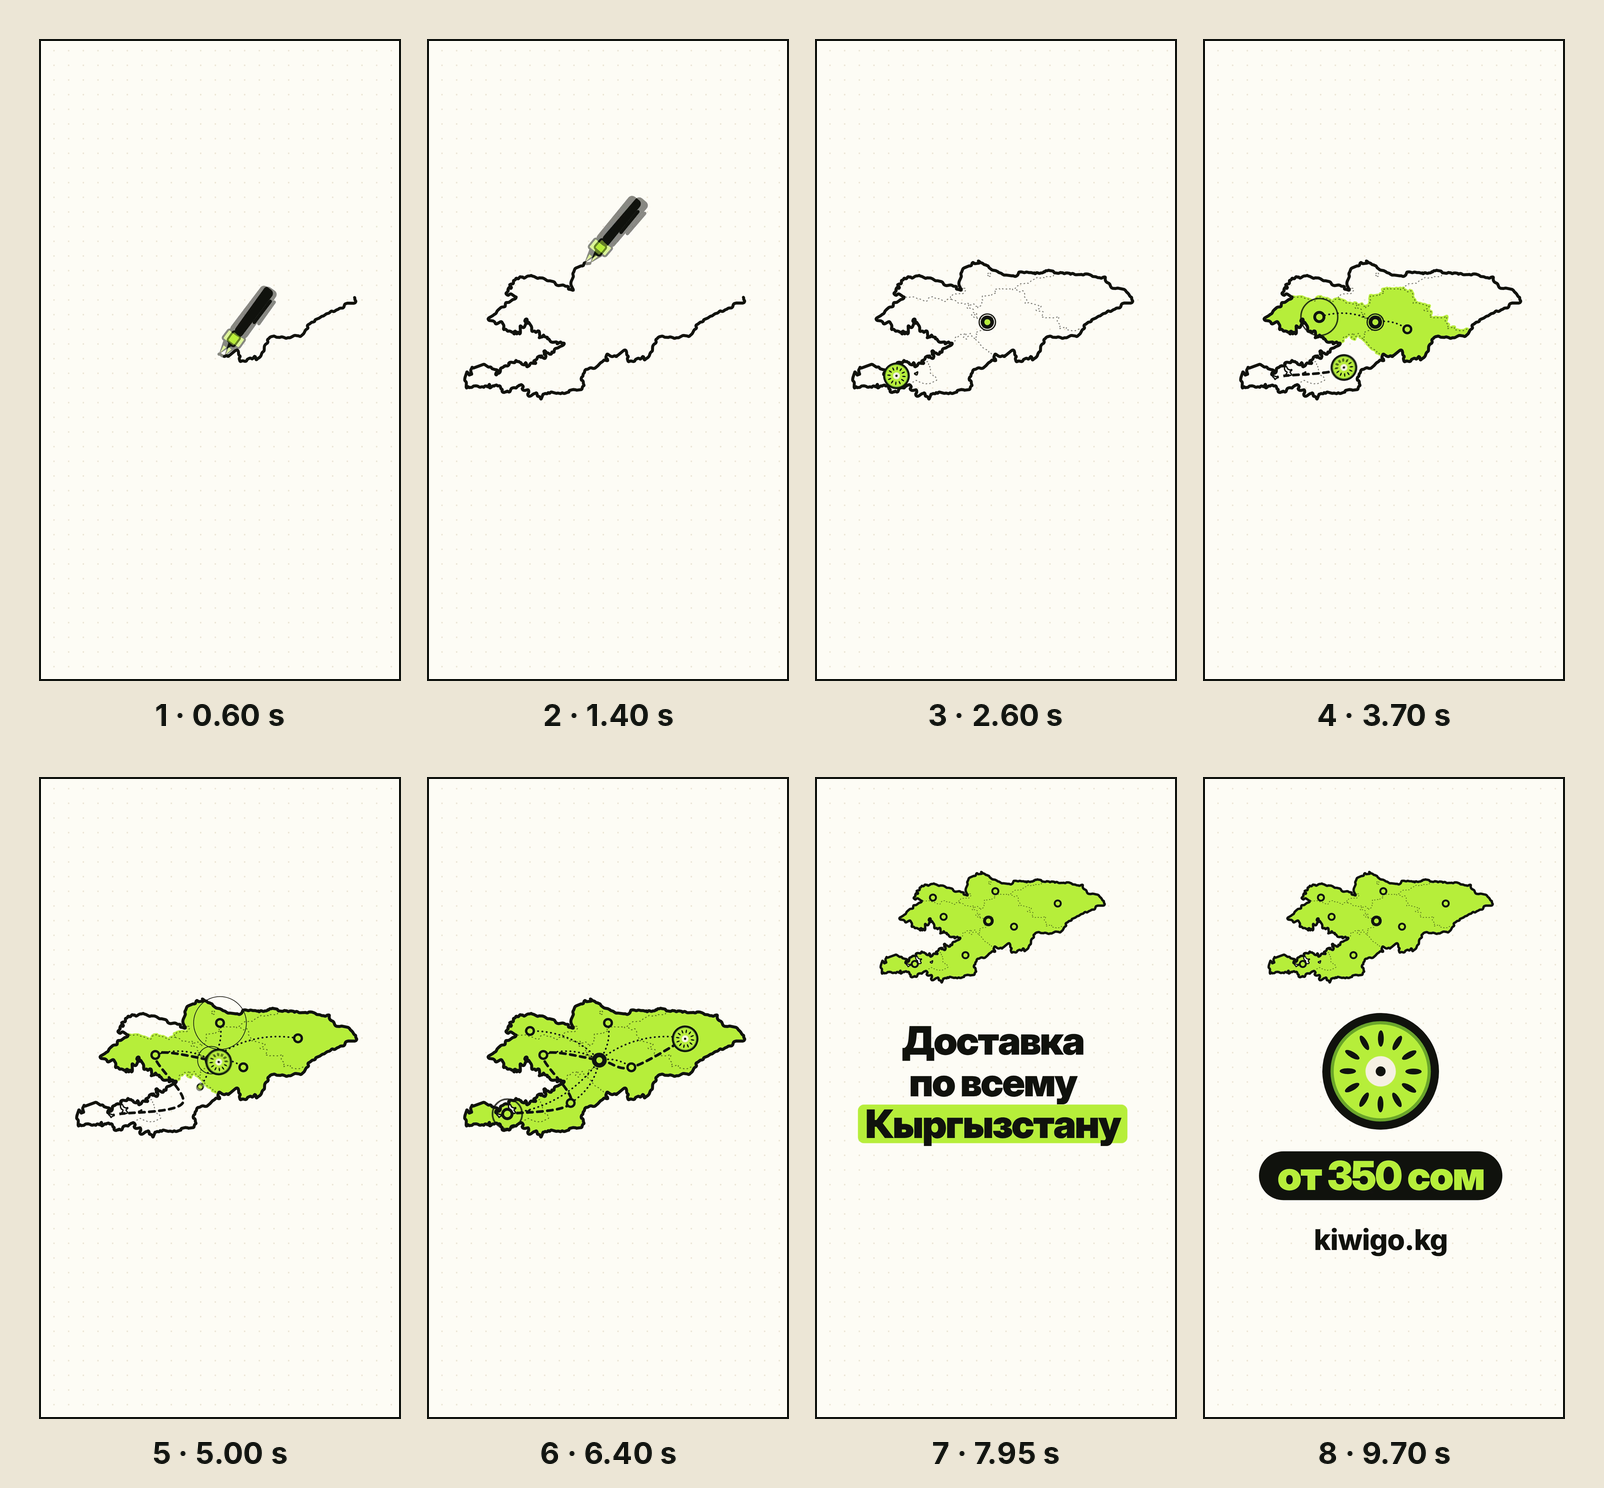 1 · 0.60 s
2 · 1.40 s
3 · 2.60 s
4 · 3.70 s
5 · 5.00 s
6 · 6.40 s
Доставка
по всему
Кыргызстану
7 · 7.95 s
от 350 сом
kiwigo.kg
8 · 9.70 s